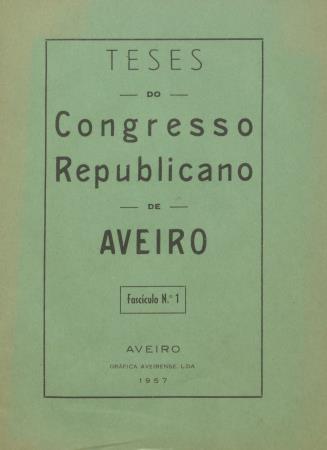 TESES
— DO —
Congresso
Republicano
— DE —
AVEIRO
Fascículo N.º 1
AVEIRO
GRÁFICA AVEIRENSE, LDA
1957